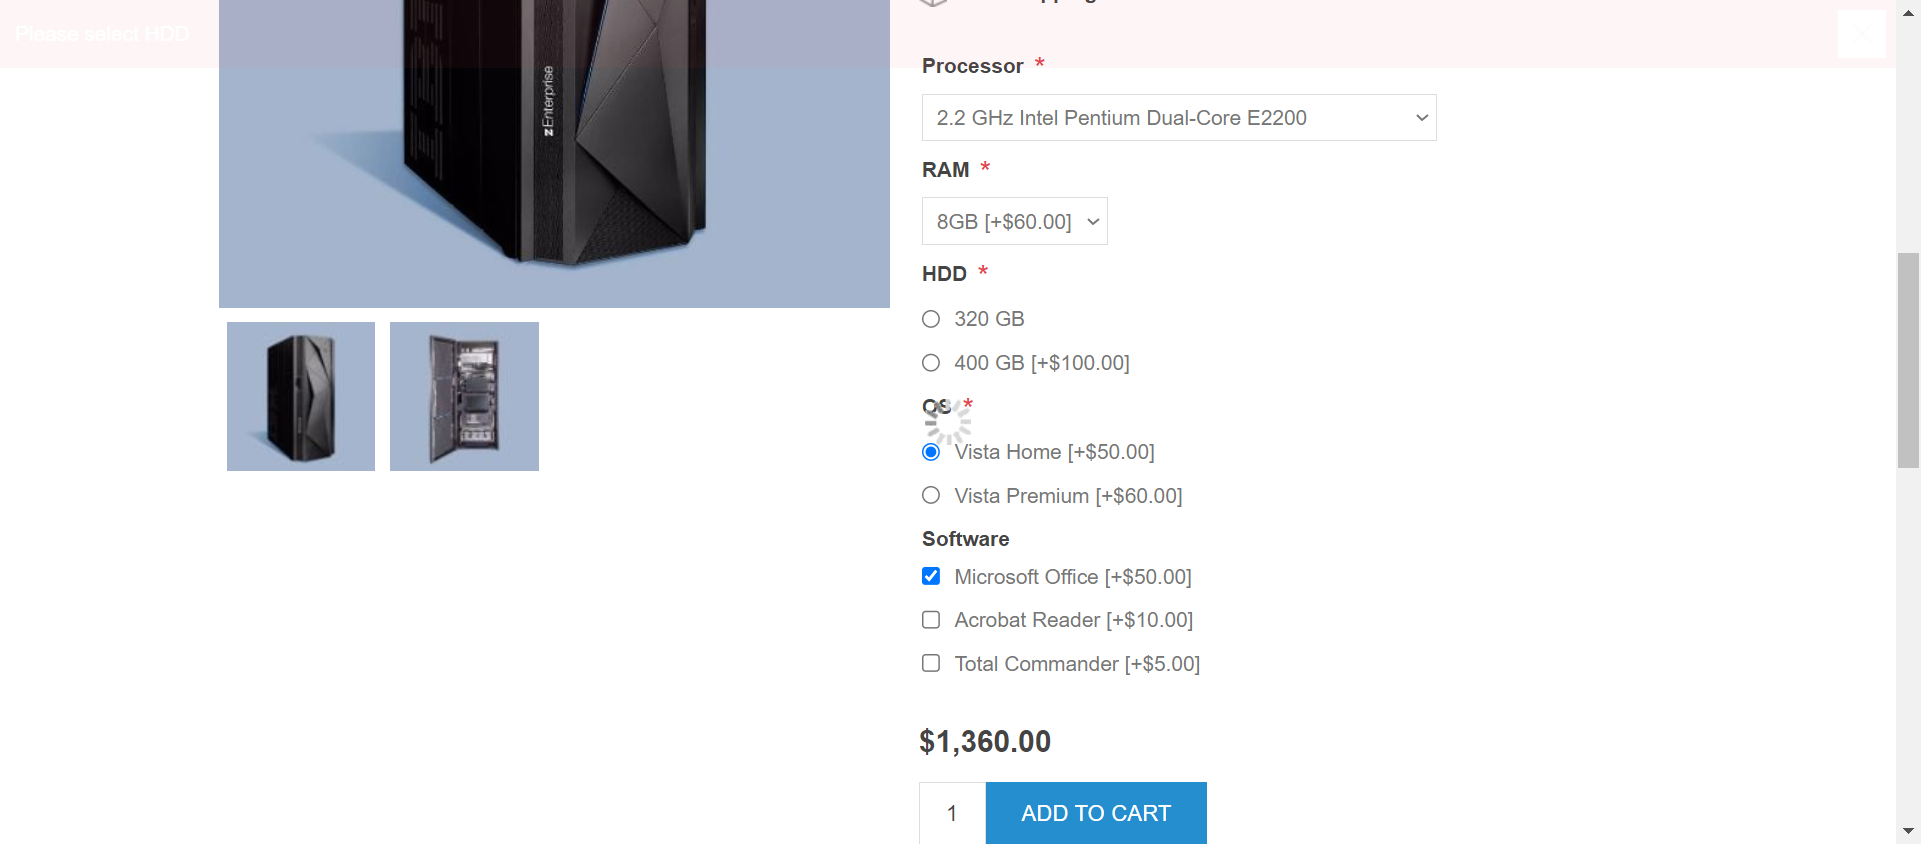 Please select HDD
zEnterprise
Processor *
2.2 GHz Intel Pentium Dual-Core E2200
RAM *
8GB [+$60.00]
HDD *
320 GB
400 GB [+$100.00]
OS *
Vista Home [+$50.00]
Vista Premium [+$60.00]
Software
Microsoft Office [+$50.00]
Acrobat Reader [+$10.00]
Total Commander [+$5.00]
$1,360.00
1 ADD TO CART